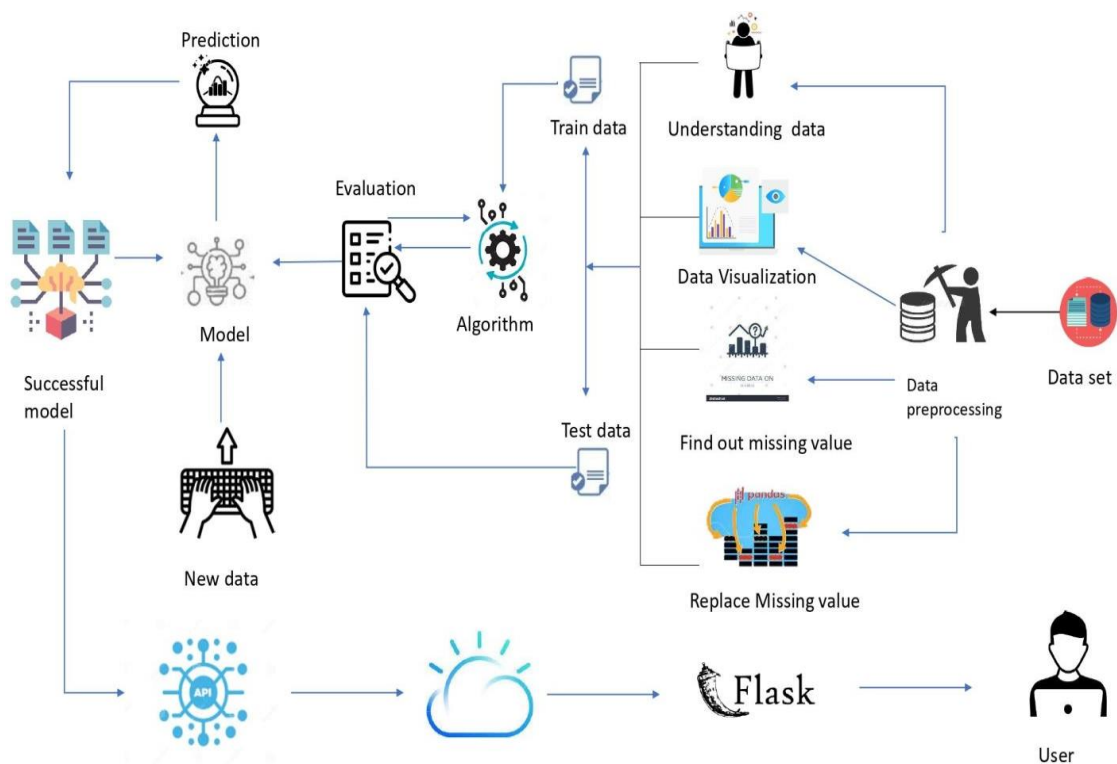 Prediction
Train data
Understanding data
Evaluation
Data Visualization
Algorithm
Model
Successful
model
MISSING DATA ON
Data
preprocessing
Data set
Test data
Find out missing value
pandas
New data
Replace Missing value
API
Flask
User